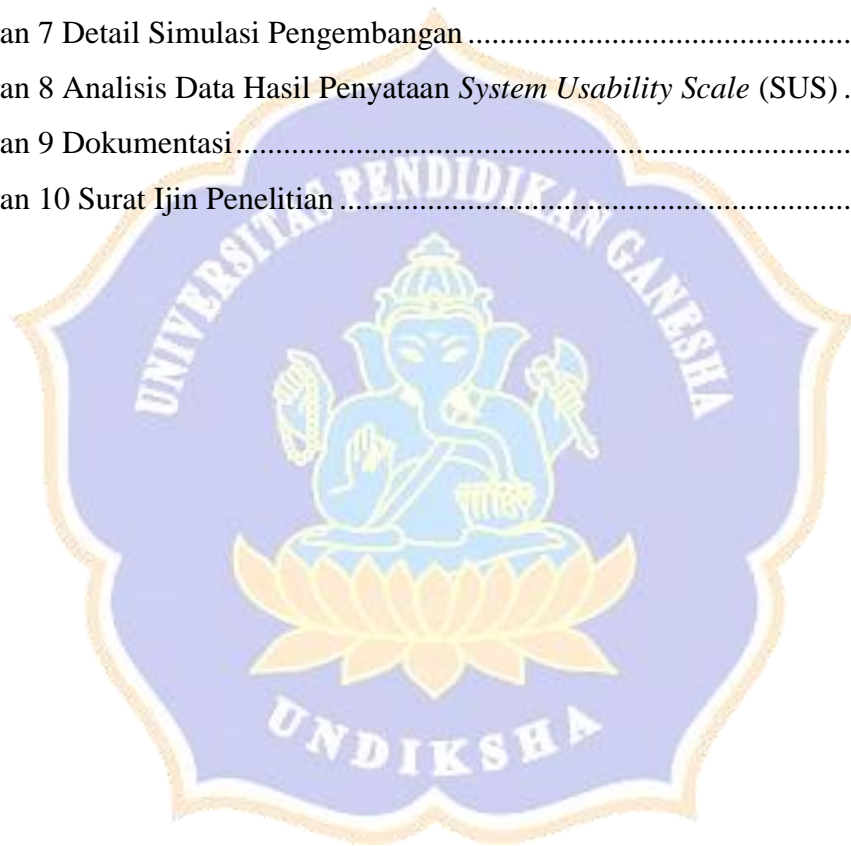 an 7 Detail Simulasi Pengembangan ................................................
an 8 Analisis Data Hasil Penyataan System Usability Scale (SUS) .
an 9 Dokumentasi..............................................................................
an 10 Surat Ijin Penelitian ................................................................
UNIVERSITAS PENDIDIKAN GANESHA
UNDIKSHA